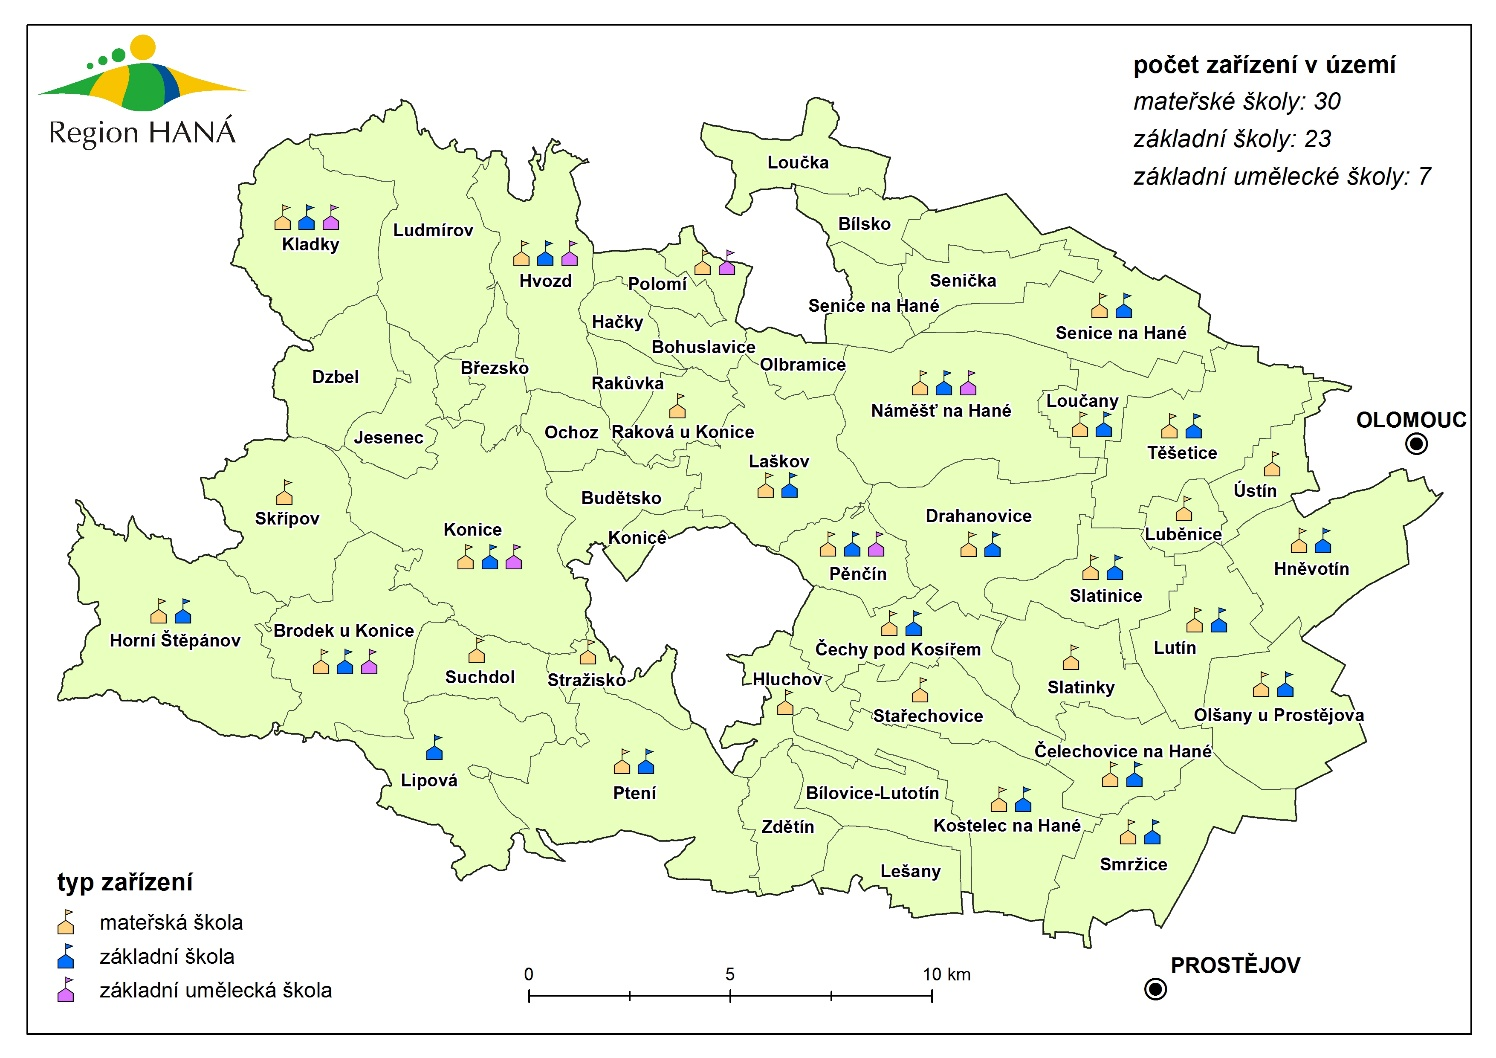 Region HANÁ
počet zařízení v území
mateřské školy: 30
základní školy: 23
základní umělecké školy: 7
Loučka
Kladky
Ludmírov
Bílsko
Hvozd
Polomí
Senička
Senice na Hané
Hačky
Senice na Hané
Bohuslavice
Olbramice
Březsko
Dzbel
Rakůvka
Loučany
Náměšť na Hané
OLOMOUC
Jesenec
Ochoz
Raková u Konice
Těšetice
Laškov
Ústín
Budětsko
Skřípov
Drahanovice
Konice
Konice
Luběnice
Pěnčín
Hněvotín
Slatinice
Horní Štěpánov
Brodek u Konice
Čechy pod Kosířem
Lutín
Suchdol
Stražisko
Hluchov
Slatinky
Stařechovice
Olšany u Prostějova
Čelechovice na Hané
Lipová
Ptení
Bílovice-Lutotín
Zdětín
Kostelec na Hané
Smržice
Lešany
typ zařízení
mateřská škola
základní škola
základní umělecká škola
0 5 10 km
PROSTĚJOV